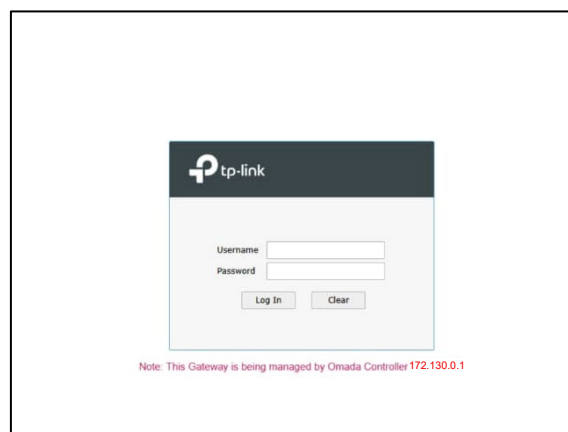 tp-link
Username
Password
Log In Clear
Note: This Gateway is being managed by Omada Controller 172.130.0.1